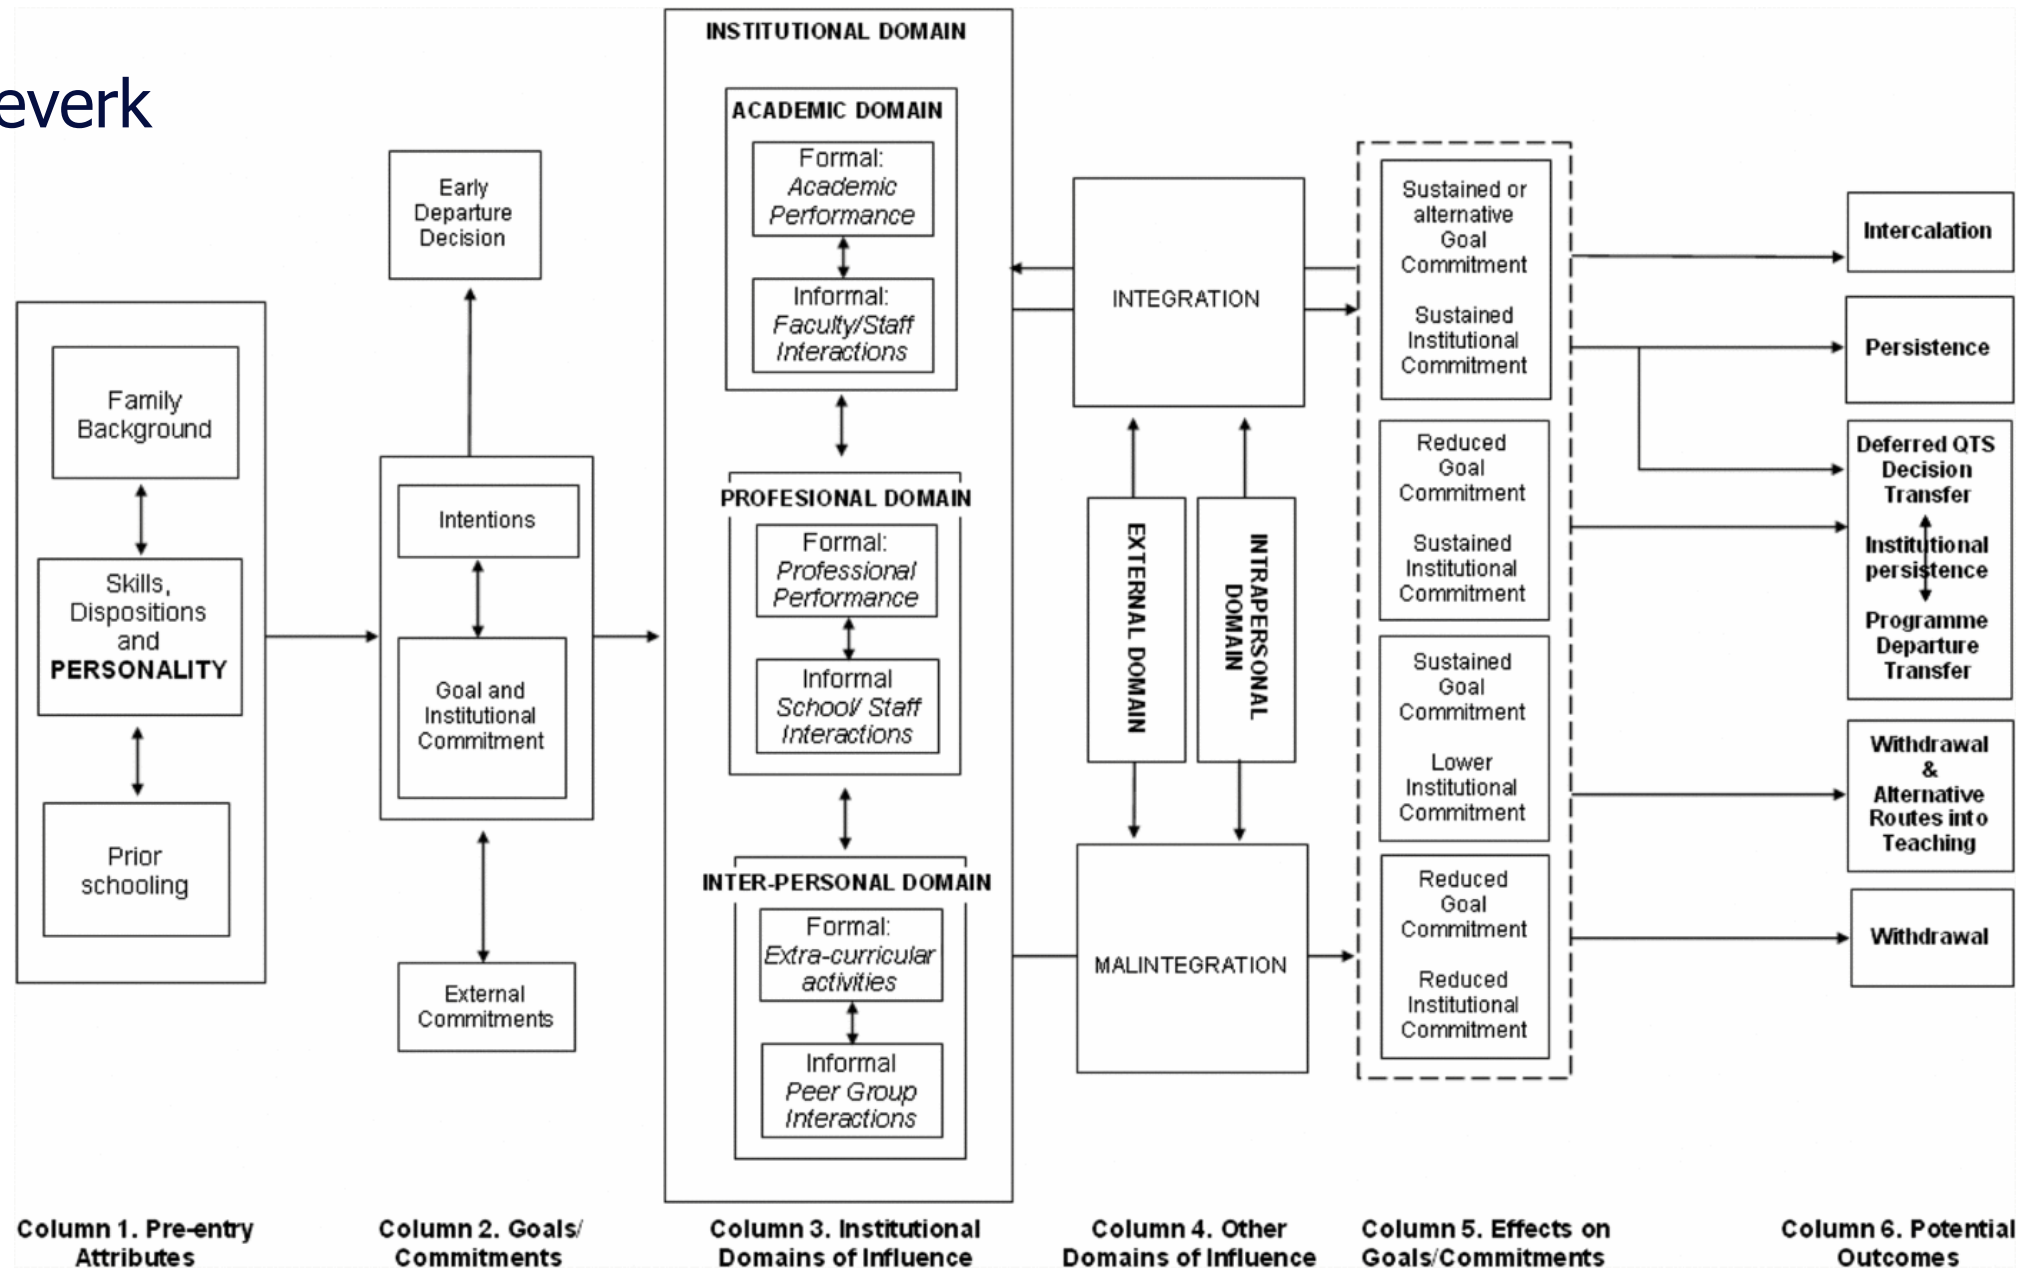 everk
Family
Background
Skills,
Dispositions
and
PERSONALITY
Prior
schooling
Column 1. Pre-entry
Attributes
Early
Departure
Decision
Intentions
Goal and
Institutional
Commitment
External
Commitments
Column 2. Goals/
Commitments
INSTITUTIONAL DOMAIN
ACADEMIC DOMAIN
Formal:
Academic
Performance
Informal:
Faculty/Staff
Interactions
PROFESIONAL DOMAIN
Formal:
Professional
Performance
Informal
School/ Staff
Interactions
INTER-PERSONAL DOMAIN
Formal:
Extra-curricular
activities
Informal
Peer Group
Interactions
Column 3. Institutional
Domains of Influence
INTEGRATION
EXTERNAL DOMAIN
INTRAPERSONAL
DOMAIN
MALINTEGRATION
Column 4. Other
Domains of Influence
Sustained or
alternative
Goal
Commitment
Sustained
Institutional
Commitment
Reduced
Goal
Commitment
Sustained
Institutional
Commitment
Sustained
Goal
Commitment
Lower
Institutional
Commitment
Reduced
Goal
Commitment
Reduced
Institutional
Commitment
Column 5. Effects on
Goals/Commitments
Intercalation
Persistence
Deferred QTS
Decision
Transfer
Institutional
persistence
Programme
Departure
Transfer
Withdrawal
&
Alternative
Routes into
Teaching
Withdrawal
Column 6. Potential
Outcomes